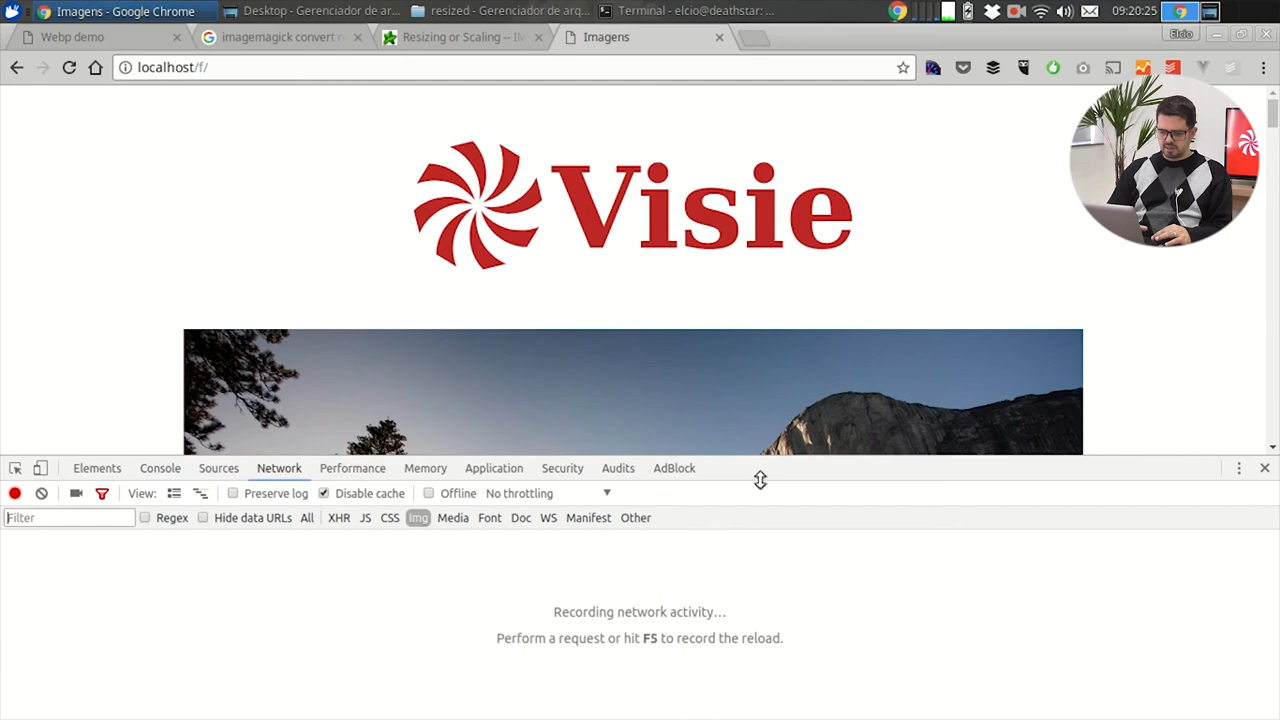 Imagens - Google Chrome
Desktop - Gerenciador de ar...
resized - Gerenciador de arq...
Terminal - elcio@deathstar: ...
09:20:25
Webp demo
imagemagick convert r
Resizing or Scaling -- IM
Imagens
Elcio
localhost/f/
Visie
Elements Console Sources Network Performance Memory Application Security Audits AdBlock
View: Preserve log Disable cache Offline No throttling
Filter Regex Hide data URLs All XHR JS CSS Img Media Font Doc WS Manifest Other
Recording network activity...
Perform a request or hit F5 to record the reload.